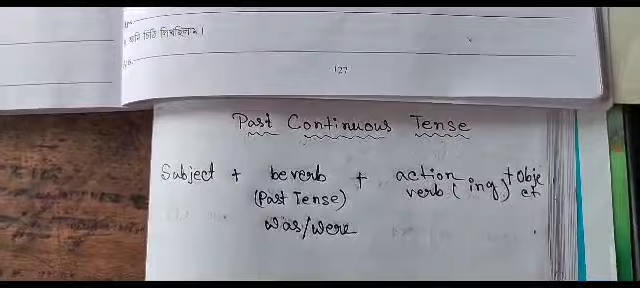 আমি চিঠি লিখছিলাম।
127
Past Continuous Tense
Subject + be verb + action verb (ing) + Object
(Past Tense)
was/were